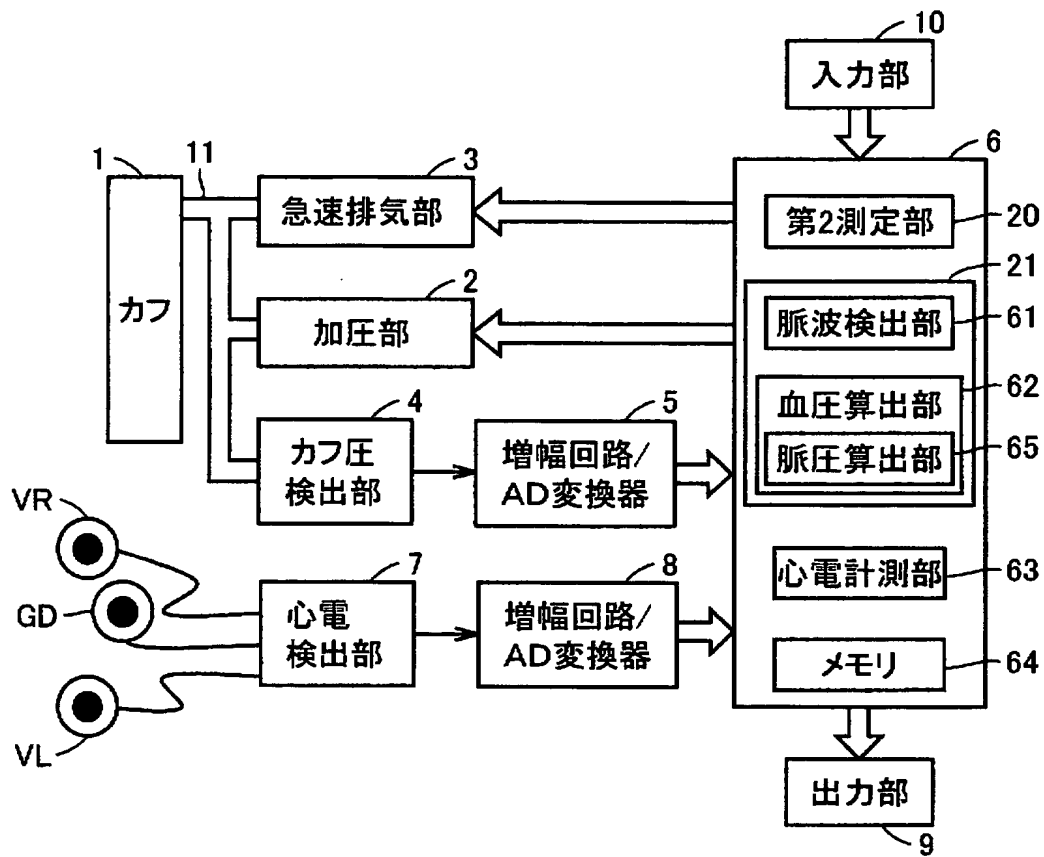 10
入力部
1
11
3
6
急速排気部
第2測定部
20
21
カフ
2
加圧部
脈波検出部
61
血圧算出部
62
脈圧算出部
65
4
カフ圧
検出部
5
増幅回路/
AD変換器
VR
GD
VL
7
心電
検出部
8
増幅回路/
AD変換器
心電計測部
63
メモリ
64
出力部
9